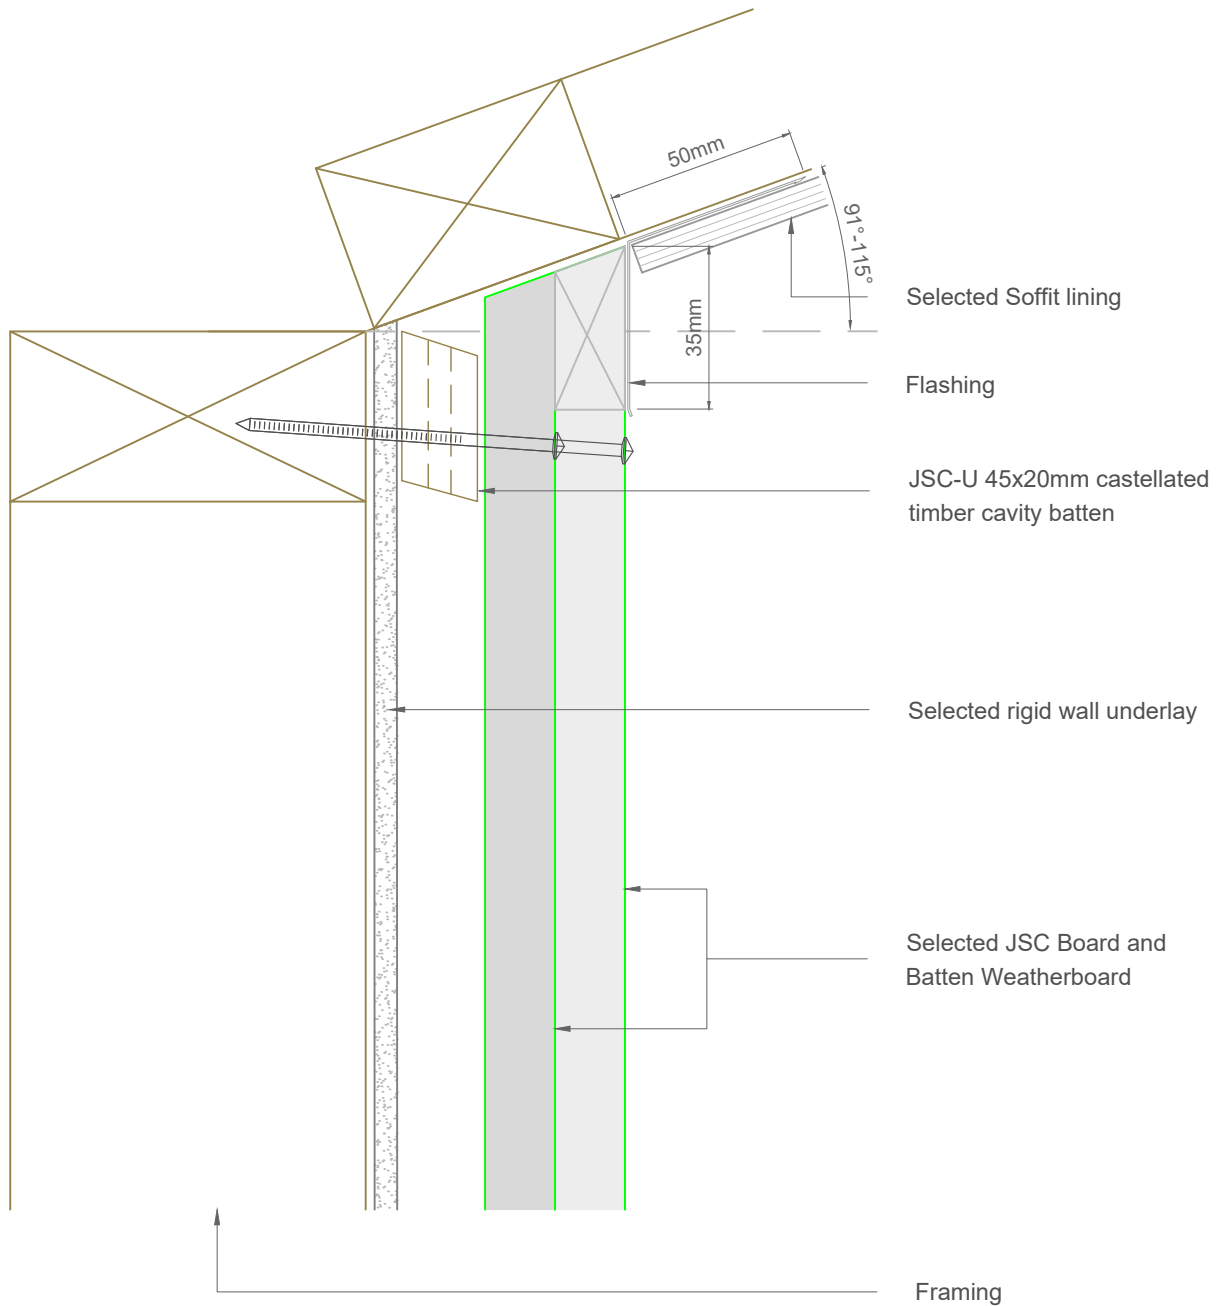 50mm
91°-115°
Selected Soffit lining
35mm
Flashing
JSC-U 45x20mm castellated
timber cavity batten
Selected rigid wall underlay
Selected JSC Board and
Batten Weatherboard
Framing